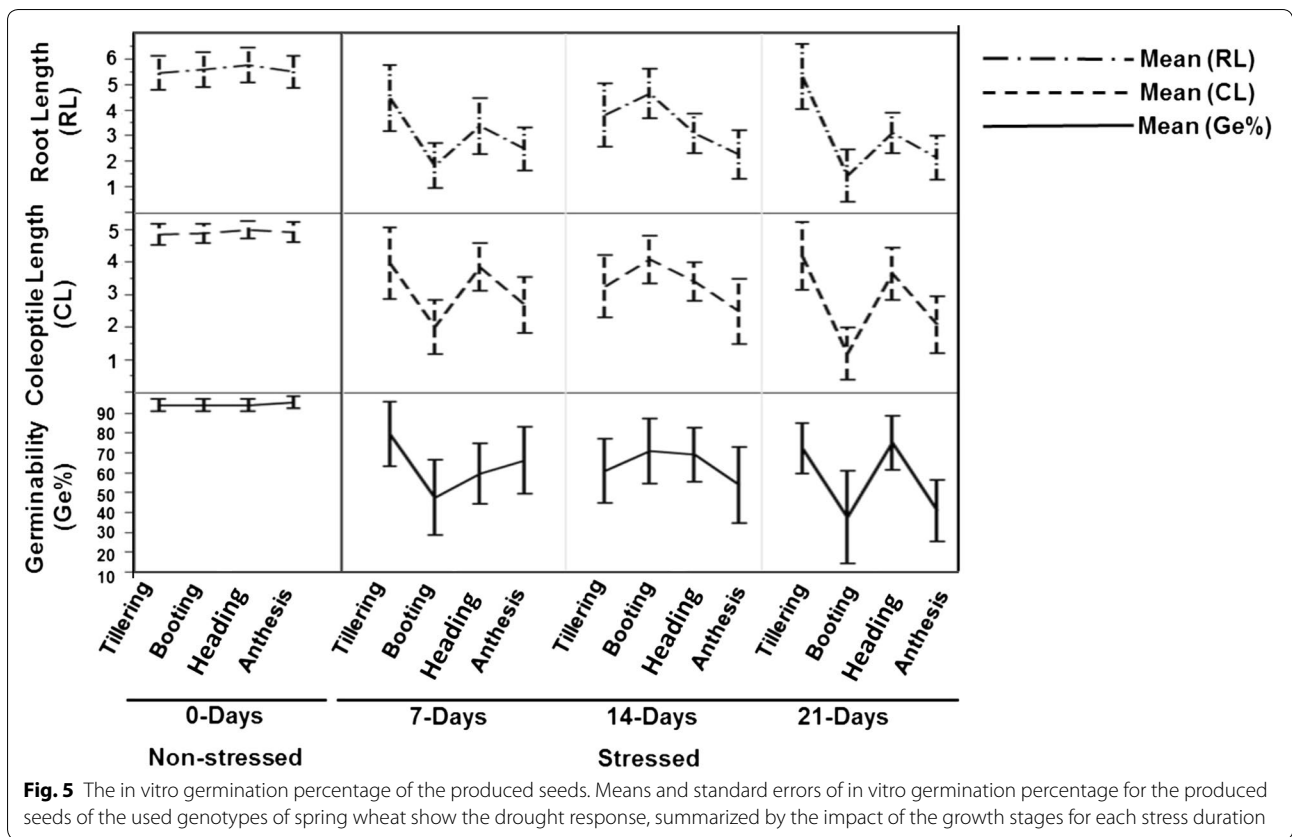 Root Length
(RL)
6
5
4
3
2
1
Coleoptile Length
(CL)
5
4
3
2
1
Germinability
(Ge%)
90
80
70
60
50
40
30
20
10
Mean (RL)
Mean (CL)
Mean (Ge%)
Tillering
Booting
Heading
Anthesis
Tillering
Booting
Heading
Anthesis
Tillering
Booting
Heading
Anthesis
Tillering
Booting
Heading
Anthesis
0-Days
7-Days
14-Days
21-Days
Non-stressed
Stressed
Fig. 5 The in vitro germination percentage of the produced seeds. Means and standard errors of in vitro germination percentage for the produced
seeds of the used genotypes of spring wheat show the drought response, summarized by the impact of the growth stages for each stress duration